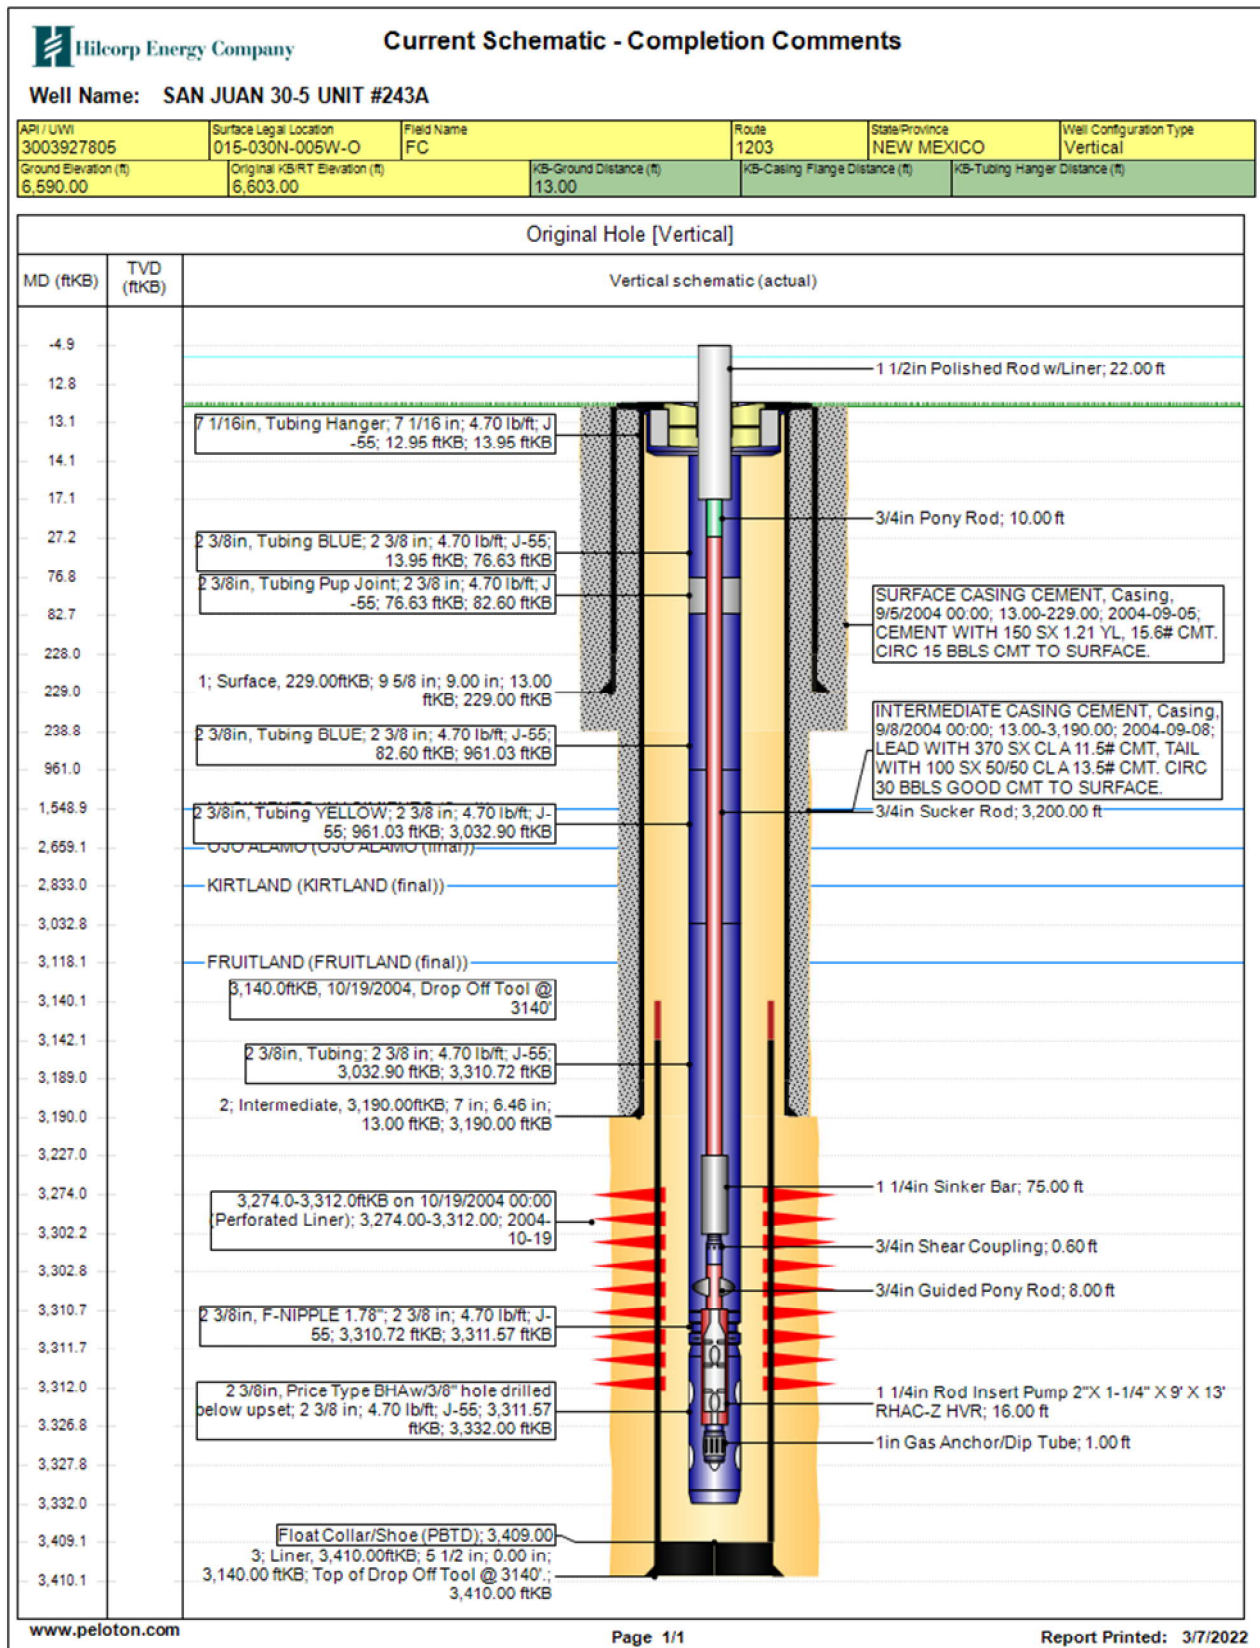 Hilcorp Energy Company
Current Schematic - Completion Comments
Well Name: SAN JUAN 30-5 UNIT #243A
API / UWI
3003927805
Surface Legal Location
015-030N-005W-O
Field Name
FC
Route
1203
State/Province
NEW MEXICO
Well Configuration Type
Vertical
Ground Elevation (ft)
6,590.00
Original KB/RT Elevation (ft)
6,603.00
KB-Ground Distance (ft)
13.00
KB-Casing Flange Distance (ft)
KB-Tubing Hanger Distance (ft)
Original Hole [Vertical]
MD (ftKB)
TVD
(ftKB)
Vertical schematic (actual)
-4.9
12.8
13.1
14.1
17.1
27.2
76.8
82.7
228.0
229.0
238.8
961.0
1,548.9
2,659.1
2,833.0
3,032.8
3,118.1
3,140.1
3,142.1
3,189.0
3,190.0
3,227.0
3,274.0
3,302.2
3,302.8
3,310.7
3,311.7
3,312.0
3,326.8
3,327.8
3,332.0
3,409.1
3,410.1
7 1/16in, Tubing Hanger; 7 1/16 in; 4.70 lb/ft; J
-55; 12.95 ftKB; 13.95 ftKB
2 3/8in, Tubing BLUE; 2 3/8 in; 4.70 lb/ft; J-55;
13.95 ftKB; 76.63 ftKB
2 3/8in, Tubing Pup Joint; 2 3/8 in; 4.70 lb/ft; J
-55; 76.63 ftKB; 82.60 ftKB
1; Surface, 229.00ftKB; 9 5/8 in; 9.00 in; 13.00
ftKB; 229.00 ftKB
2 3/8in, Tubing BLUE; 2 3/8 in; 4.70 lb/ft; J-55;
82.60 ftKB; 961.03 ftKB
2 3/8in, Tubing YELLOW; 2 3/8 in; 4.70 lb/ft; J-
55; 961.03 ftKB; 3,032.90 ftKB
OJO ALAMO (OJO ALAMO (final))
KIRTLAND (KIRTLAND (final))
FRUITLAND (FRUITLAND (final))
3,140.0ftKB, 10/19/2004, Drop Off Tool @
3140'
2 3/8in, Tubing; 2 3/8 in; 4.70 lb/ft; J-55;
3,032.90 ftKB; 3,310.72 ftKB
2; Intermediate, 3,190.00ftKB; 7 in; 6.46 in;
13.00 ftKB; 3,190.00 ftKB
3,274.0-3,312.0ftKB on 10/19/2004 00:00
(Perforated Liner); 3,274.00-3,312.00; 2004-
10-19
2 3/8in, F-NIPPLE 1.78"; 2 3/8 in; 4.70 lb/ft; J-
55; 3,310.72 ftKB; 3,311.57 ftKB
2 3/8in, Price Type BHAw/3/8" hole drilled
below upset; 2 3/8 in; 4.70 lb/ft; J-55; 3,311.57
ftKB; 3,332.00 ftKB
Float Collar/Shoe (PBTD); 3,409.00
3; Liner, 3,410.00ftKB; 5 1/2 in; 0.00 in;
3,140.00 ftKB; Top of Drop Off Tool @ 3140'.;
3,410.00 ftKB
1 1/2in Polished Rod w/Liner; 22.00 ft
3/4in Pony Rod; 10.00 ft
SURFACE CASING CEMENT, Casing,
9/5/2004 00:00; 13.00-229.00; 2004-09-05;
CEMENT WITH 150 SX 1.21 YL, 15.6# CMT.
CIRC 15 BBLS CMT TO SURFACE.
INTERMEDIATE CASING CEMENT, Casing,
9/8/2004 00:00; 13.00-3,190.00; 2004-09-08;
LEAD WITH 370 SX CL A 11.5# CMT, TAIL
WITH 100 SX 50/50 CL A 13.5# CMT. CIRC
30 BBLS GOOD CMT TO SURFACE.
3/4in Sucker Rod; 3,200.00 ft
1 1/4in Sinker Bar; 75.00 ft
3/4in Shear Coupling; 0.60 ft
3/4in Guided Pony Rod; 8.00 ft
1 1/4in Rod Insert Pump 2"X 1-1/4" X 9' X 13'
RHAC-Z HVR; 16.00 ft
1in Gas Anchor/Dip Tube; 1.00 ft
www.peloton.com
Page 1/1
Report Printed: 3/7/2022